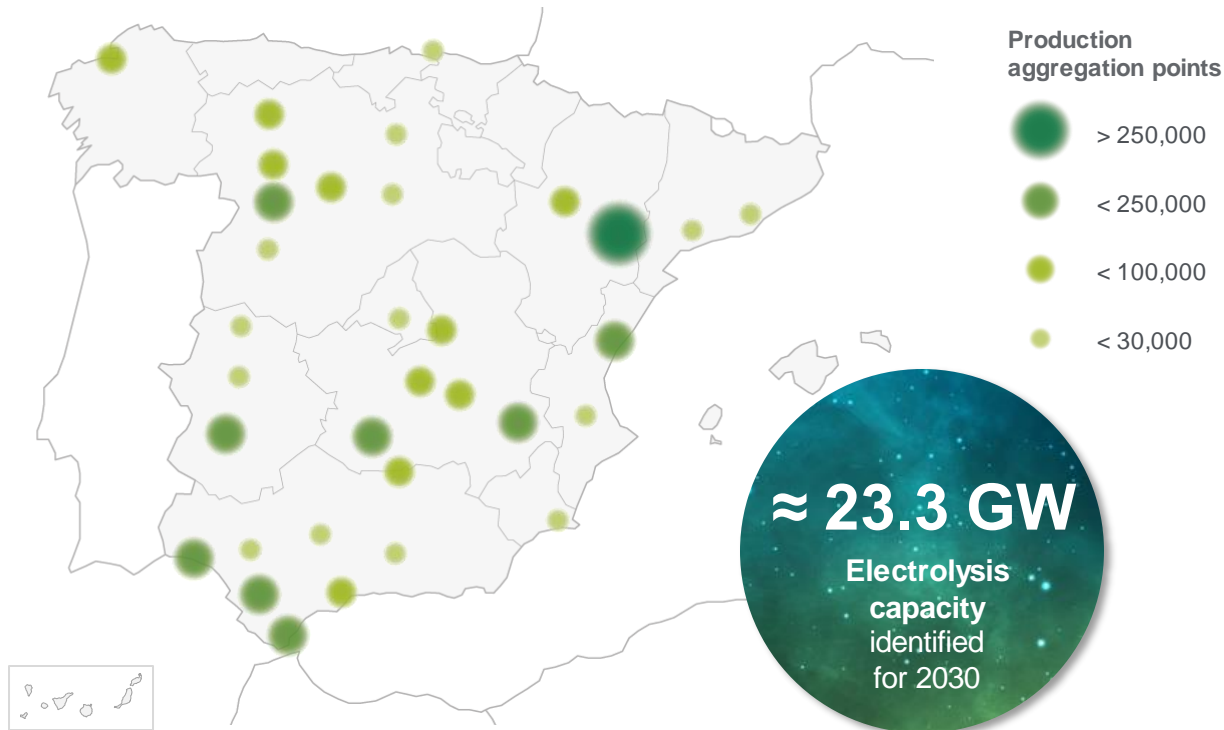 Production
aggregation points
> 250,000
< 250,000
< 100,000
< 30,000
≈ 23.3 GW
Electrolysis
capacity
identified
for 2030